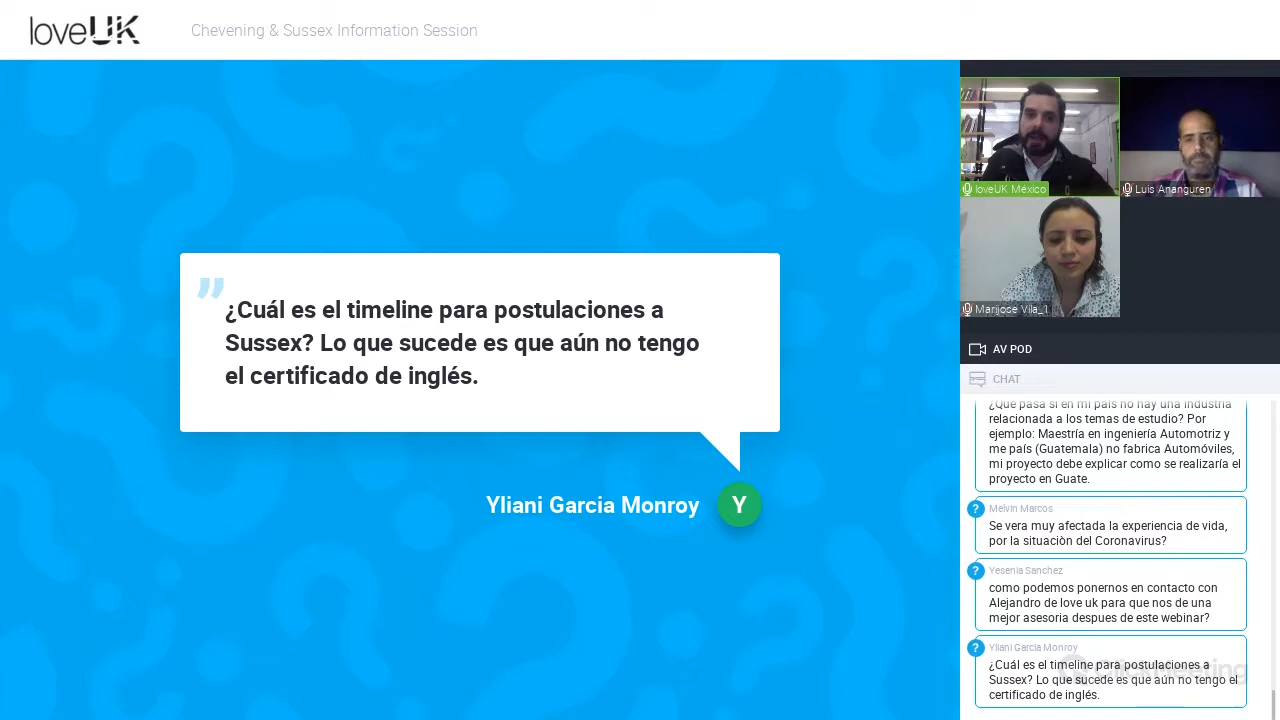 loveUK
Chevening & Sussex Information Session
¿Cuál es el timeline para postulaciones a
Sussex? Lo que sucede es que aún no tengo
el certificado de inglés.
Yliani Garcia Monroy
Y
loveUK México
Luis Ananguren
Marijose Vila_1
AV POD
CHAT
¿Que pasa si en mi país no hay una industria
relacionada a los temas de estudio? Por
ejemplo: Maestría en ingeniería Automotriz y
me país (Guatemala) no fabrica Automóviles,
mi proyecto debe explicar como se realizaría el
proyecto en Guate.
?
Melvin Marcos
Se vera muy afectada la experiencia de vida,
por la situaciòn del Coronavirus?
?
Yesenia Sanchez
como podemos ponernos en contacto con
Alejandro de love uk para que nos de una
mejor asesoria despues de este webinar?
?
Yliani Garcia Monroy
¿Cuál es el timeline para postulaciones a
Sussex? Lo que sucede es que aún no tengo el
certificado de inglés.
ClickMeeting